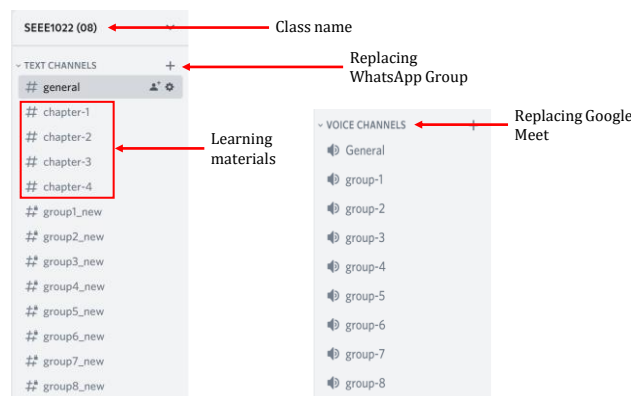 SEEE1022 (08)
Class name
TEXT CHANNELS
Replacing
WhatsApp Group
# general
# chapter-1
# chapter-2
# chapter-3
# chapter-4
Learning
materials
# group1_new
# group2_new
# group3_new
# group4_new
# group5_new
# group6_new
# group7_new
# group8_new
VOICE CHANNELS
Replacing Google
Meet
General
group-1
group-2
group-3
group-4
group-5
group-6
group-7
group-8